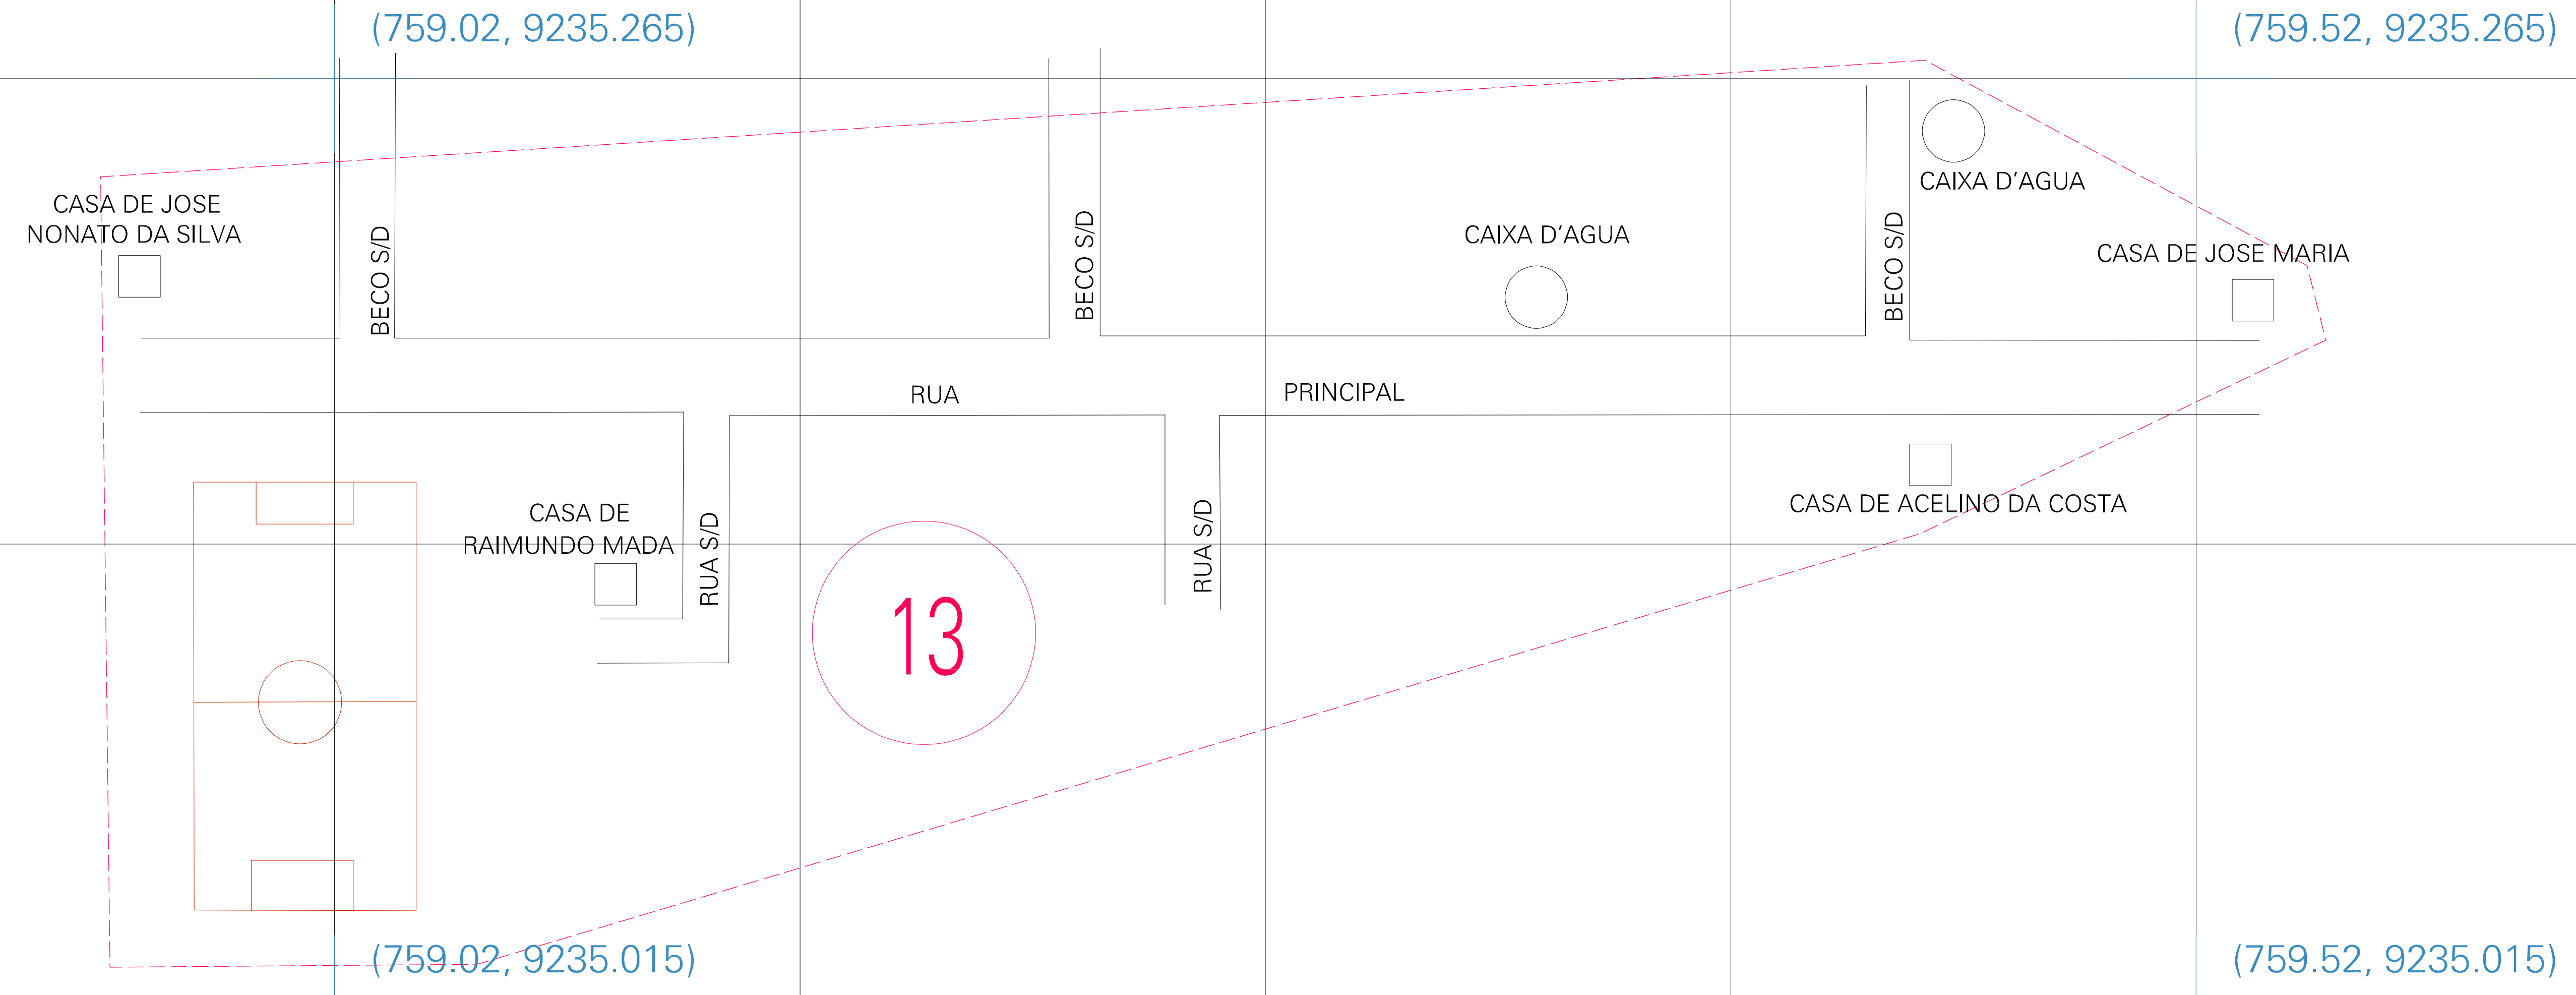 (759.02, 9235.265)
(759.52, 9235.265)
CAIXA D'AGUA
CASA DE JOSE
NONATO DA SILVA
CAIXA D'AGUA
CASA DE JOSE MARIA
BECO S/D
BECO S/D
BECO S/D
RUA
PRINCIPAL
CASA DE
RAIMUNDO MADA
RUA S/D
RUA S/D
CASA DE ACELINO DA COSTA
13
(759.02, 9235.015)
(759.52, 9235.015)